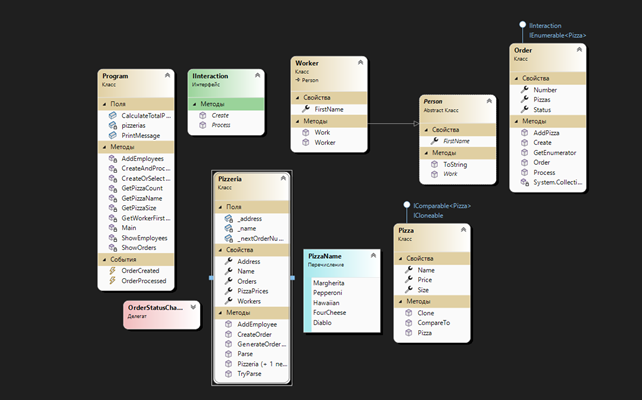 Program
Класс
Поля
CalculateTotalP...
pizzerias
PrintMessage
Методы
AddEmployees
CreateAndProc...
CreateOrSelect...
GetPizzaCount
GetPizzaName
GetPizzaSize
GetWorkerFirst...
Main
ShowEmployees
ShowOrders
События
OrderCreated
OrderProcessed
IInteraction
Интерфейс
Методы
Create
Process
Worker
Класс
Person
Свойства
FirstName
Методы
Work
Worker
Person
Abstract Класс
Свойства
FirstName
Методы
ToString
Work
IInteraction
IEnumerable<Pizza>
Order
Класс
Свойства
Number
Pizzas
Status
Методы
AddPizza
Create
GetEnumerator
Order
Process
System.Collecti...
OrderStatusCha...
Делегат
Pizzeria
Класс
Поля
_address
_name
_nextOrderNu...
Свойства
Address
Name
Orders
PizzaPrices
Workers
Методы
AddEmployee
CreateOrder
GenerateOrder...
Parse
Pizzeria (+ 1 пе...
TryParse
PizzaName
Перечисление
Margherita
Pepperoni
Hawaiian
FourCheese
Diablo
IComparable<Pizza>
ICloneable
Pizza
Класс
Свойства
Name
Price
Size
Методы
Clone
CompareTo
Pizza